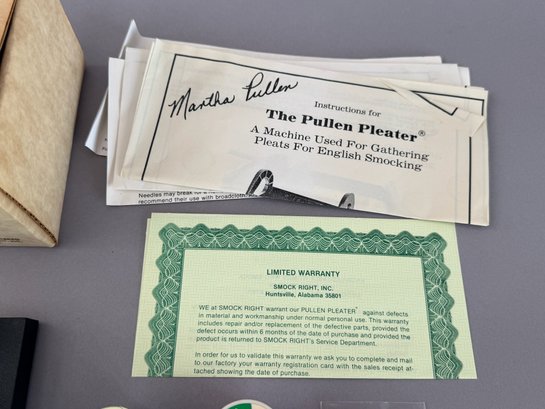 Martha Pullen
Instructions for
The Pullen Pleater®
A Machine Used For Gathering
Pleats For English Smocking
Needles may break for a
recommend their use with broadcloth
LIMITED WARRANTY
SMOCK RIGHT, INC.
Huntsville, Alabama 35801
WE at SMOCK RIGHT warrant our PULLEN PLEATER® against defects
in material and workmanship under normal personal use. This warranty
includes repair and/or replacement of the defective parts, provided the
defect occurs within 6 months of the date of purchase and provided the
product is returned to SMOCK RIGHT's Service Department.
In order for us to validate this warranty we ask you to complete and mail
to our factory your warranty registration card with the sales receipt at-
tached showing the date of purchase.